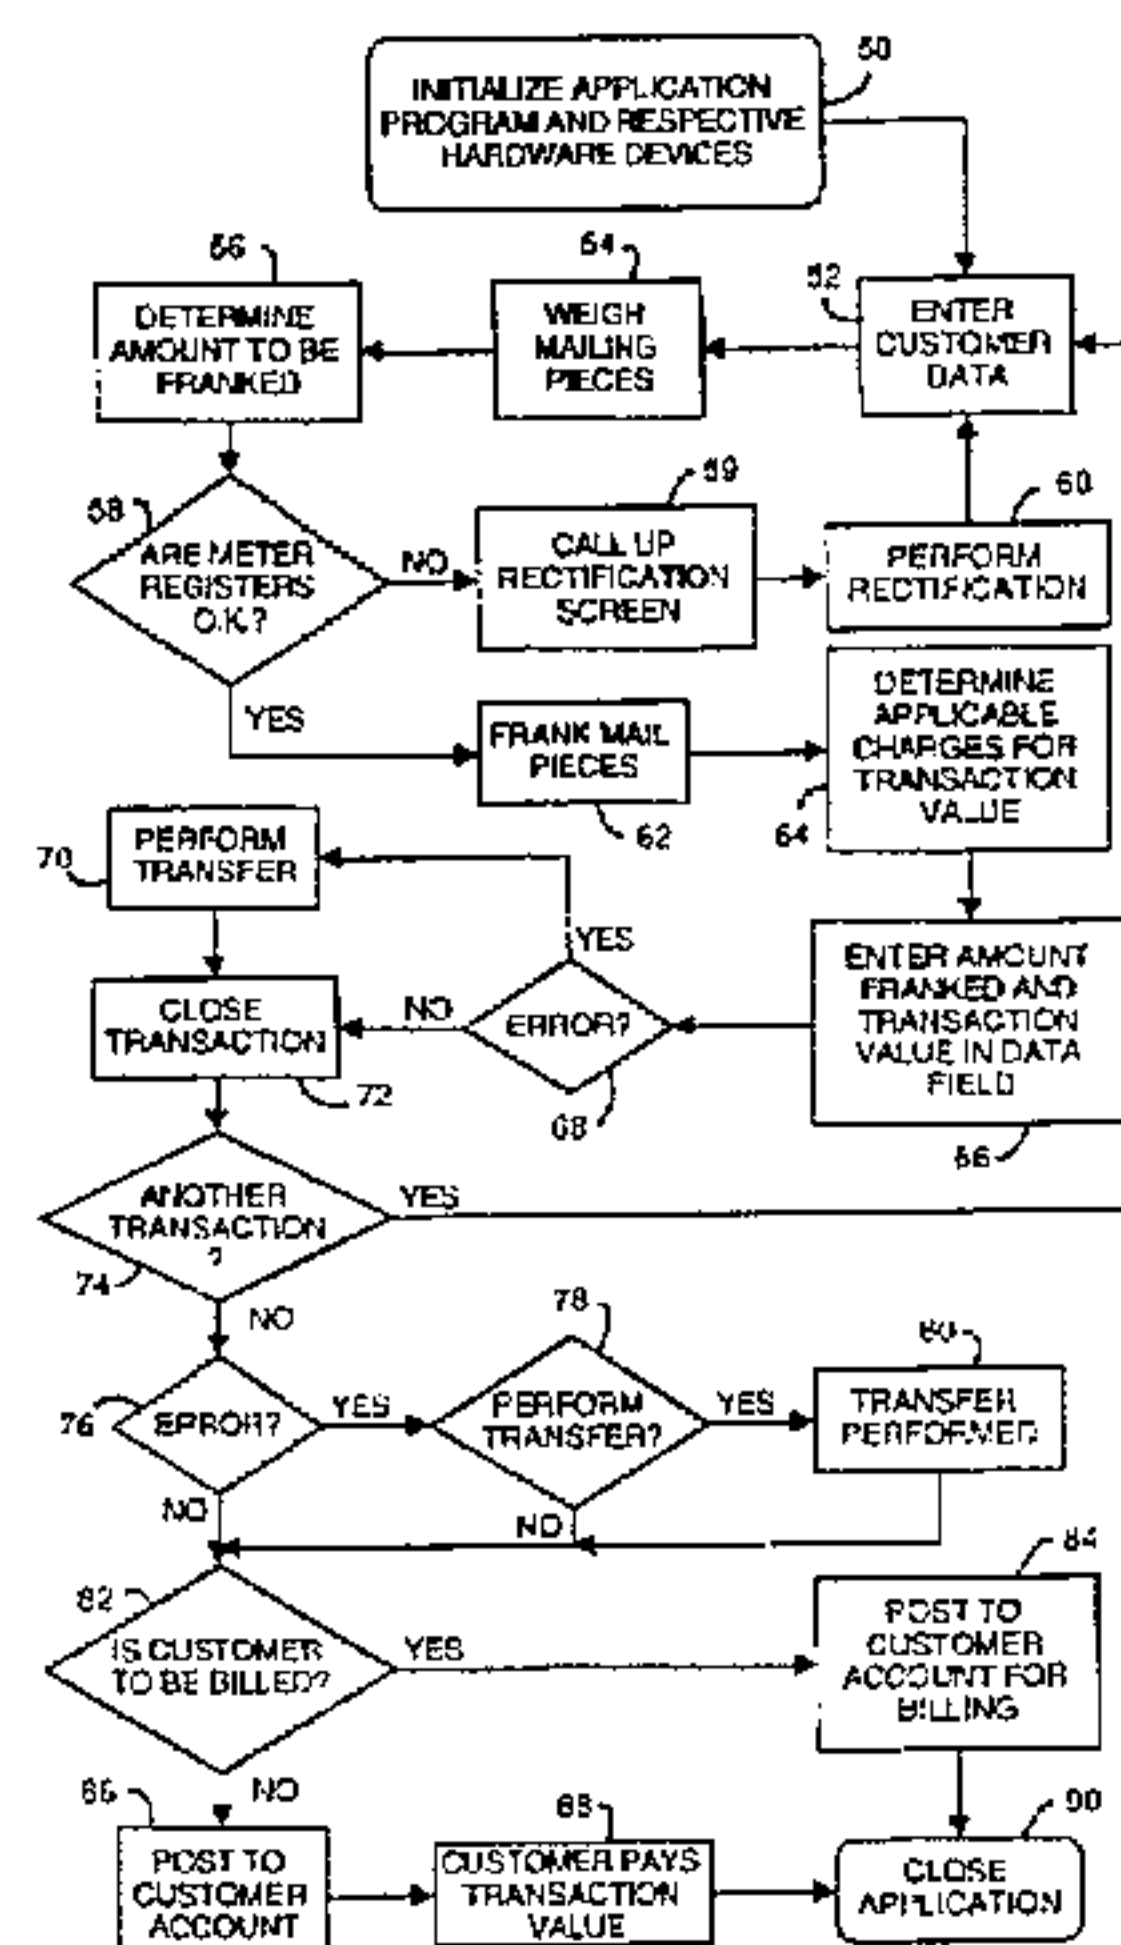 50
INITIALIZE APPLICATION
PROGRAM AND RESPECTIVE
HARDWARE DEVICES
56
54
52
DETERMINE
AMOUNT TO BE
FRANKED
WEIGH
MAILING
PIECES
ENTER
CUSTOMER
DATA
58
59
60
ARE METER
REGISTERS
O.K.?
NO
CALL UP
RECTIFICATION
SCREEN
PERFORM
RECTIFICATION
YES
FRANK MAIL
PIECES
62
DETERMINE
APPLICABLE
CHARGES FOR
TRANSACTION
VALUE
64
70
PERFORM
TRANSFER
YES
CLOSE
TRANSACTION
72
NO
ERROR?
68
ENTER AMOUNT
FRANKED AND
TRANSACTION
VALUE IN DATA
FIELD
66
ANOTHER
TRANSACTION
?
YES
74
NO
78
80
76
ERROR?
YES
PERFORM
TRANSFER?
YES
TRANSFER
PERFORMED
NO
NO
82
84
IS CUSTOMER
TO BE BILLED?
YES
POST TO
CUSTOMER
ACCOUNT FOR
BILLING
NO
86
88
90
POST TO
CUSTOMER
ACCOUNT
CUSTOMER PAYS
TRANSACTION
VALUE
CLOSE
APPLICATION